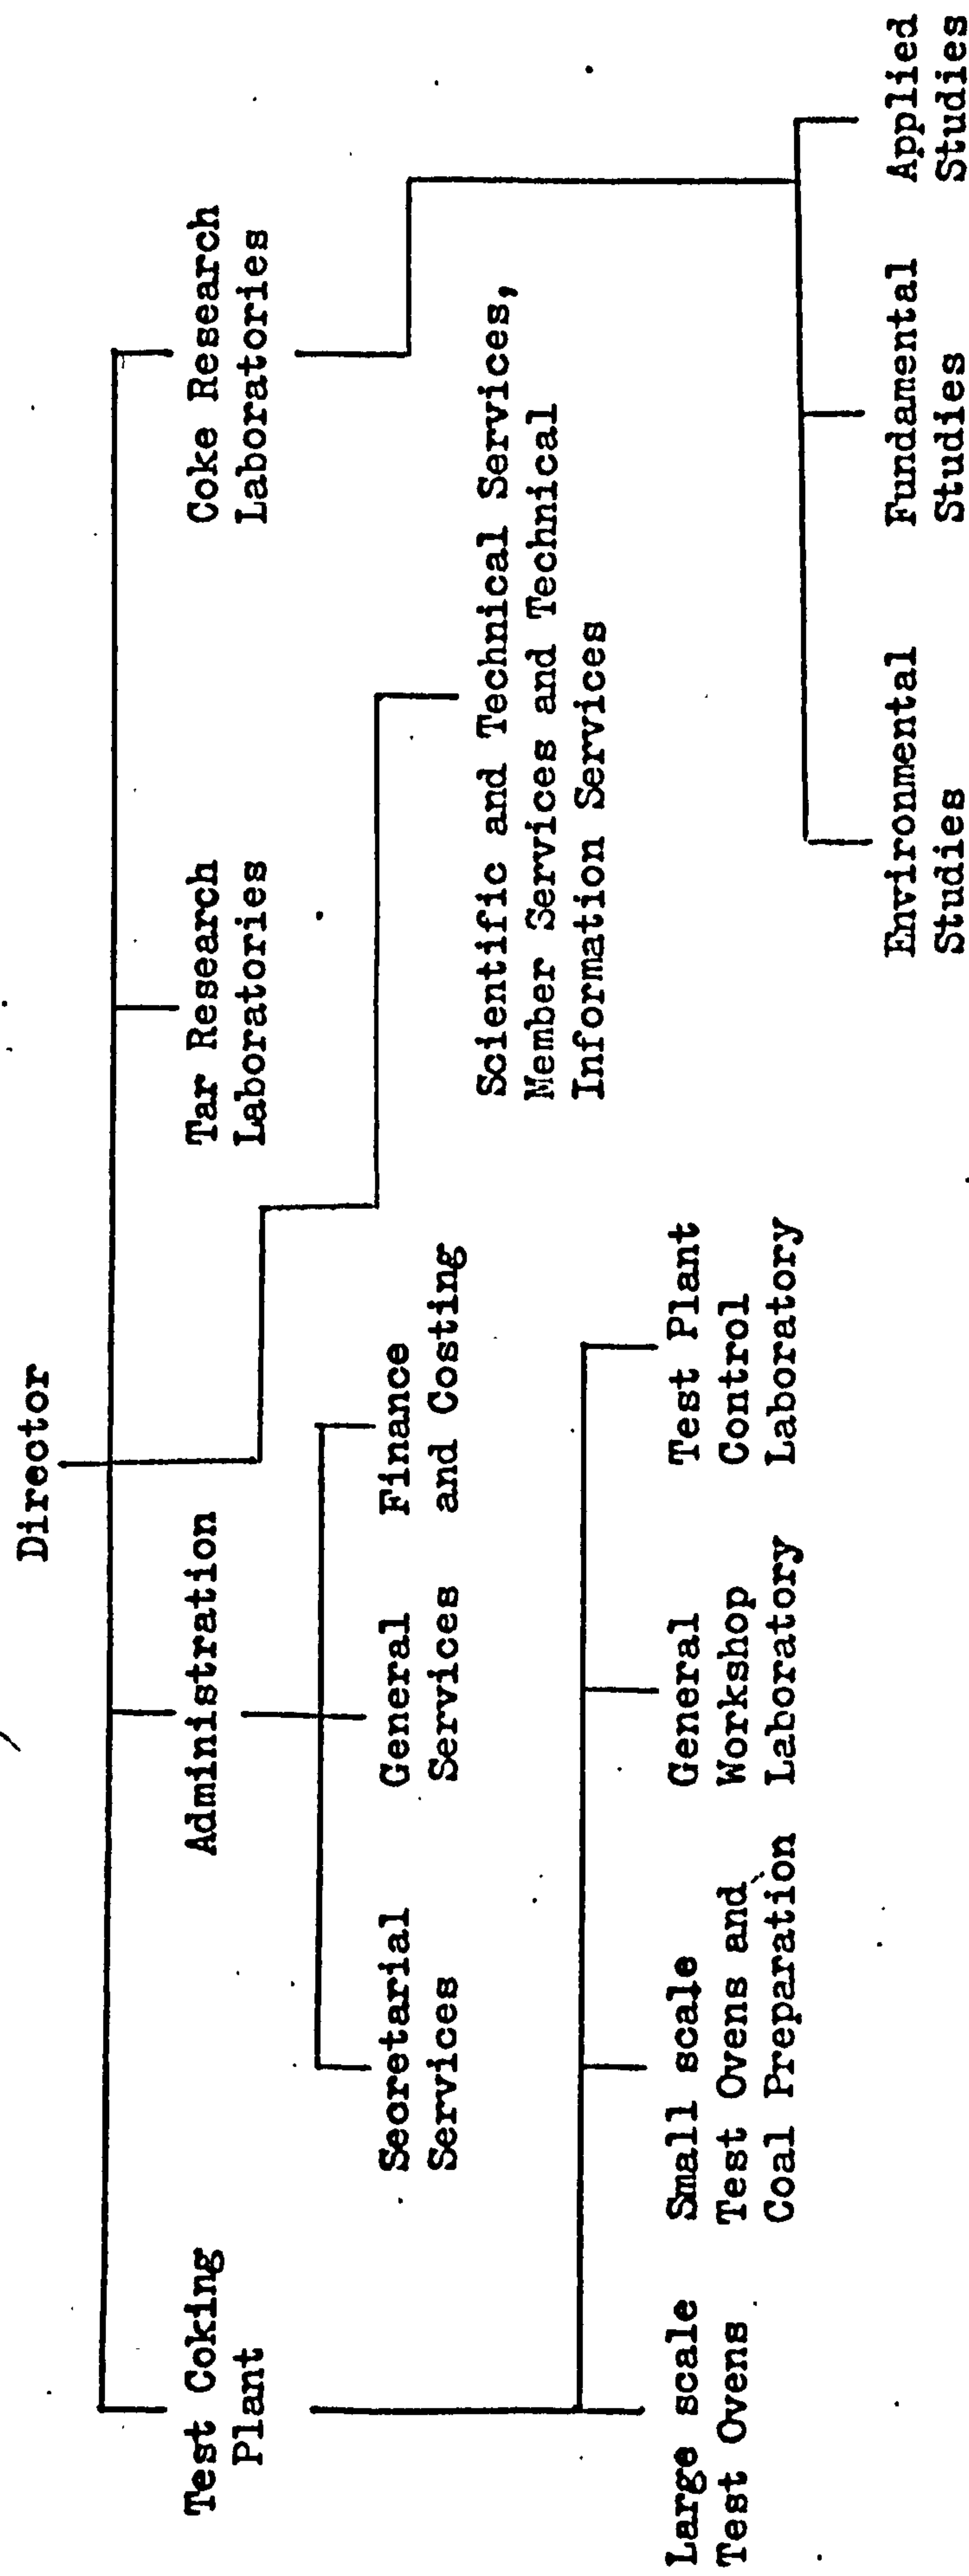 Director
Test Coking
Plant
Administration
Tar Research
Laboratories
Coke Research
Laboratories
Secretarial
Services
General
Services
Finance
and Costing
Scientific and Technical Services,
Member Services and Technical
Information Services
Large scale
Test Ovens
Small scale
Test Ovens and
Coal Preparation
General
Workshop
Laboratory
Test Plant
Control
Laboratory
Environmental
Studies
Fundamental
Studies
Applied
Studies